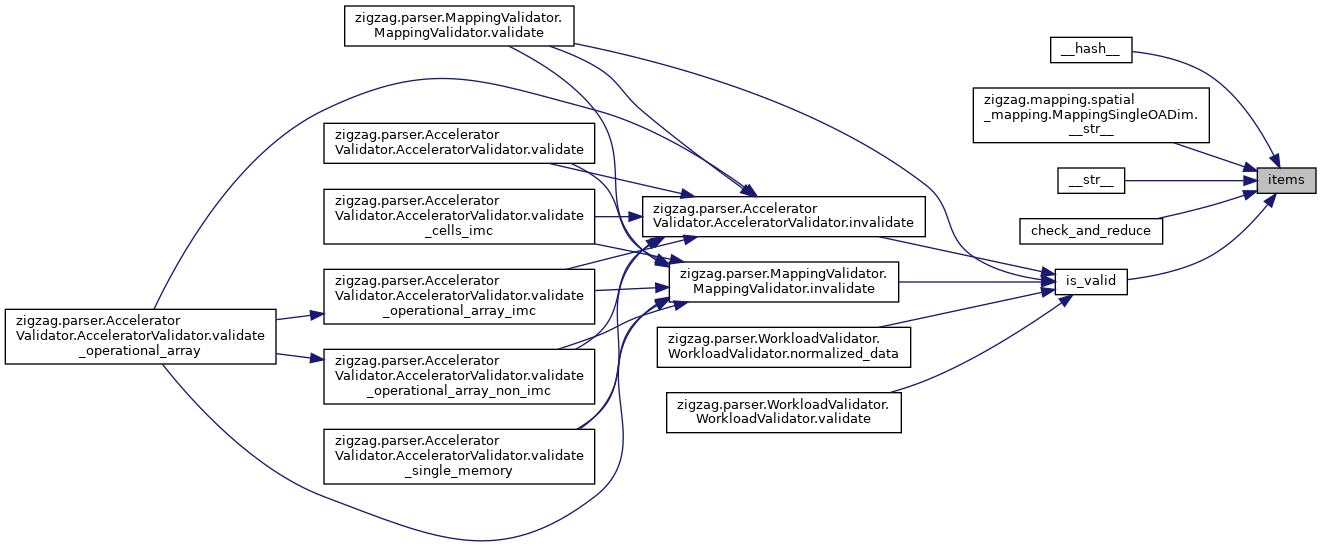 zigzag.parser.MappingValidator.
MappingValidator.validate
__hash__
zigzag.mapping.spatial
_mapping.MappingSingleOADim.
__str__
zigzag.parser.Accelerator
Validator.AcceleratorValidator.validate
__str__
items
zigzag.parser.Accelerator
Validator.AcceleratorValidator.validate
_cells_imc
zigzag.parser.Accelerator
Validator.AcceleratorValidator.invalidate
check_and_reduce
zigzag.parser.MappingValidator.
MappingValidator.invalidate
is_valid
zigzag.parser.Accelerator
Validator.AcceleratorValidator.validate
_operational_array_imc
zigzag.parser.Accelerator
Validator.AcceleratorValidator.validate
_operational_array
zigzag.parser.WorkloadValidator.
WorkloadValidator.normalized_data
zigzag.parser.Accelerator
Validator.AcceleratorValidator.validate
_operational_array_non_imc
zigzag.parser.WorkloadValidator.
WorkloadValidator.validate
zigzag.parser.Accelerator
Validator.AcceleratorValidator.validate
_single_memory